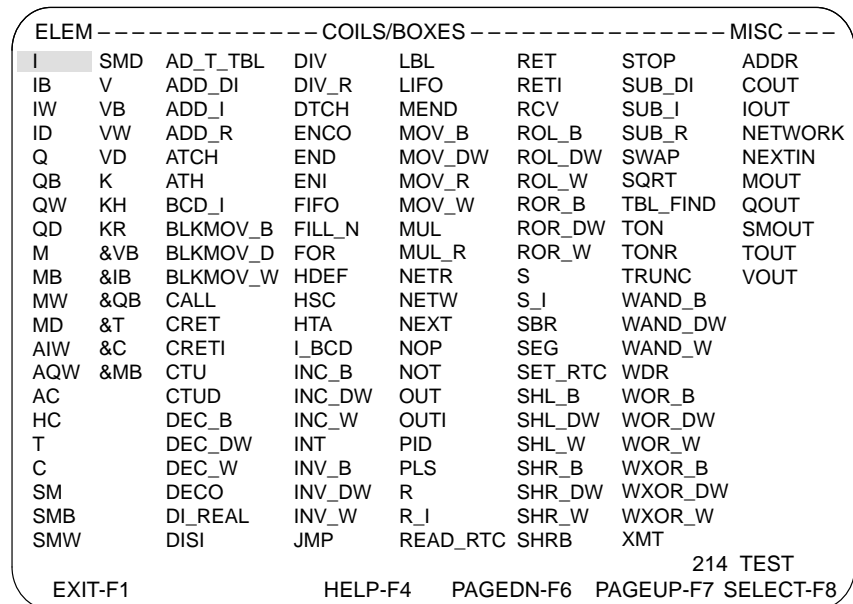 ELEM – – – – – – – – – – – – – COILS/BOXES – – – – – – – – – – – – – – – MISC – – –
I SMD AD_T_TBL DIV LBL RET STOP ADDR
IB V ADD_DI DIV_R LIFO RETI SUB_DI COUT
IW VB ADD_I DTCH MEND RCV SUB_I IOUT
ID VW ADD_R ENCO MOV_B ROL_B SUB_R NETWORK
Q VD ATCH END MOV_DW ROL_DW SWAP NEXTIN
QB K ATH ENI MOV_R ROL_W SQRT MOUT
QW KH BCD_I FIFO MOV_W ROR_B TBL_FIND QOUT
QD KR BLKMOV_B FILL_N MUL ROR_DW TON SMOUT
M &VB BLKMOV_D FOR MUL_R ROR_W TONR TOUT
MB &IB BLKMOV_W HDEF NETR S TRUNC VOUT
MW &QB CALL HSC NETW S_I WAND_B
MD &T CRET HTA NEXT SBR WAND_DW
AIW &C CRETI I_BCD NOP SEG WAND_W
AQW &MB CTU INC_B NOT SET_RTC WDR
AC CTUD INC_DW OUT SHL_B WOR_B
HC DEC_B INC_W OUTI SHL_DW WOR_DW
T DEC_DW INT PID SHL_W WOR_W
C DEC_W INV_B PLS SHR_B WXOR_B
SM DECO INV_DW R SHR_DW WXOR_DW
SMB DI_REAL INV_W R_I SHR_W WXOR_W
SMW DISI JMP READ_RTC SHRB XMT
214 TEST
EXIT-F1 HELP-F4 PAGEDN-F6 PAGEUP-F7 SELECT-F8